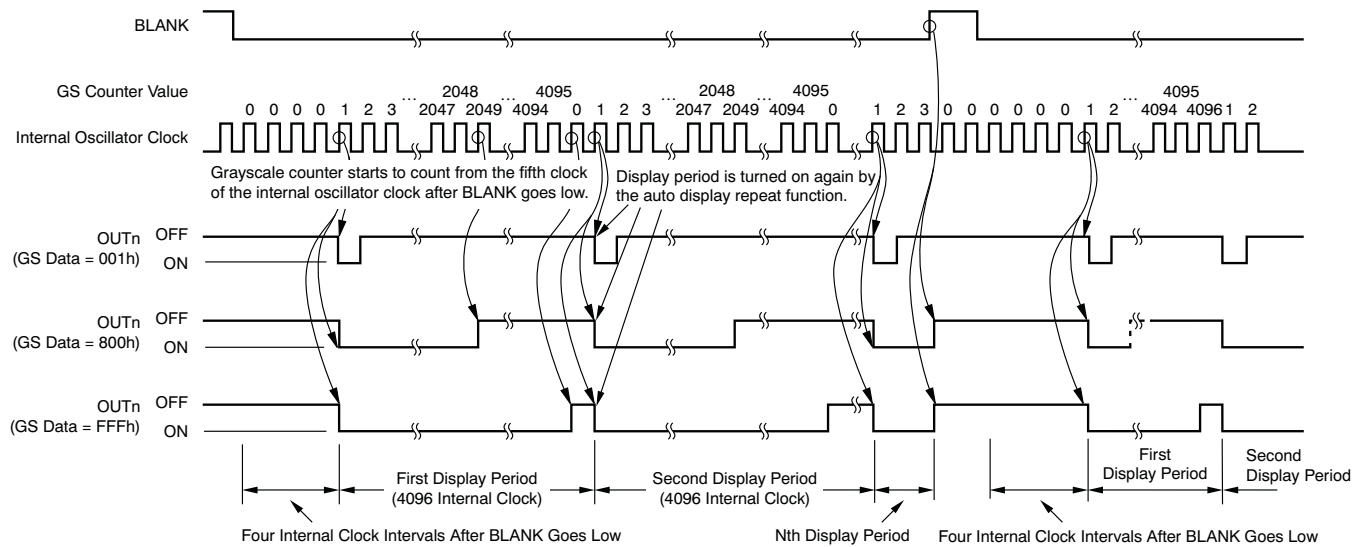 BLANK
GS Counter Value
2048 4095 2048 4095 4095
... ... ... ... ...
0 0 0 0 1 2 3 2047 2049 4094 0 1 2 3 2047 2049 4094 0 1 2 3 0 0 0 0 0 0 1 2 4094 4096 1 2
Internal Oscillator Clock
Grayscale counter starts to count from the fifth clock
of the internal oscillator clock after BLANK goes low.
Display period is turned on again by
the auto display repeat function.
OUTn OFF
(GS Data = 001h) ON
OUTn OFF
(GS Data = 800h) ON
OUTn OFF
(GS Data = FFFh) ON
First Display Period
(4096 Internal Clock)
Second Display Period
(4096 Internal Clock)
First
Display Period
Second
Display Period
Four Internal Clock Intervals After BLANK Goes Low
Nth Display Period
Four Internal Clock Intervals After BLANK Goes Low